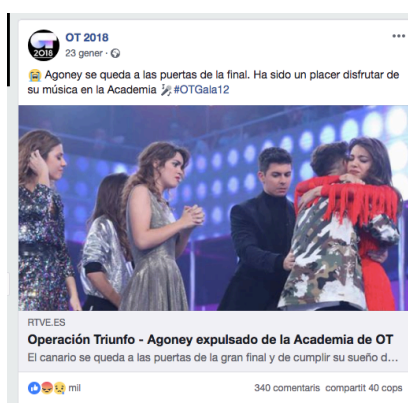 OT 2018
2018
23 gener ·
😭 Agoney se queda a las puertas de la final. Ha sido un placer disfrutar de
su música en la Academia 🎤 #OTGala12
RTVE.ES
Operación Triunfo - Agoney expulsado de la Academia de OT
El canario se queda a las puertas de la gran final y de cumplir su sueño d...
mil
340 comentaris compartit 40 cops